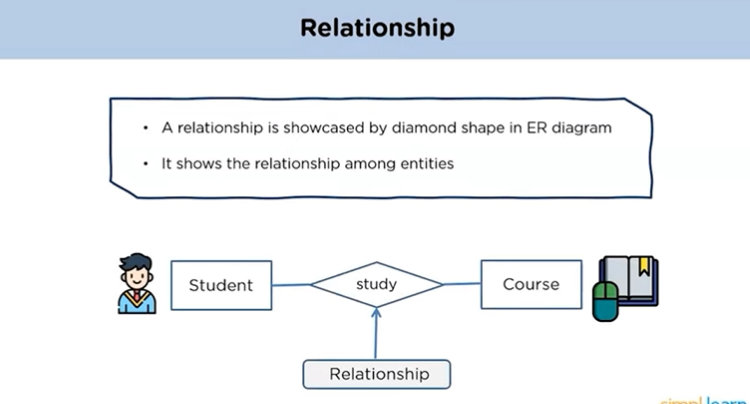 Relationship
• A relationship is showcased by diamond shape in ER diagram
• It shows the relationship among entities
Student
study
Course
Relationship